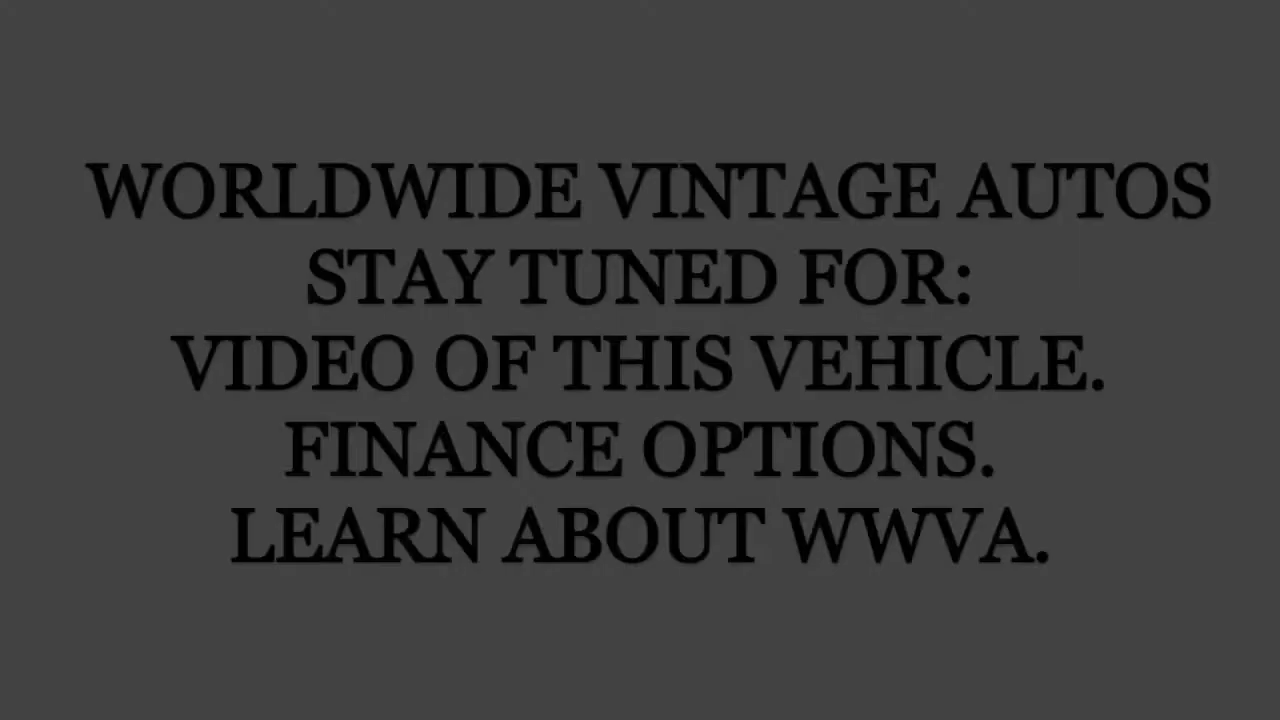 WORLDWIDE VINTAGE AUTOS
STAY TUNED FOR:
VIDEO OF THIS VEHICLE.
FINANCE OPTIONS.
LEARN ABOUT WWVA.